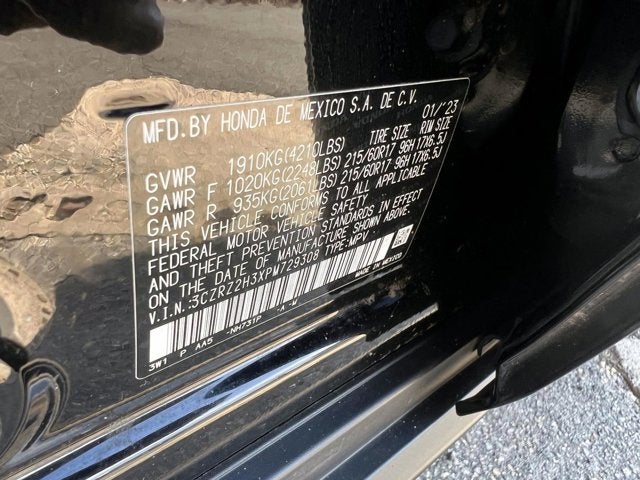 MFD. BY HONDA DE MEXICO S.A. DE C.V. 01/'23
TIRE SIZE RIM SIZE
GVWR 1910KG(4210LBS)
GAWR F 1020KG(2248LBS) 215/60R17 96H 17X6.5J
GAWR R 935KG(2061LBS) 215/60R17 96H 17X6.5J
THIS VEHICLE CONFORMS TO ALL APPLICABLE
FEDERAL MOTOR VEHICLE SAFETY
AND THEFT PREVENTION STANDARDS IN EFFECT
ON THE DATE OF MANUFACTURE SHOWN ABOVE.
V.I.N.:3CZRZ2H3XPM729308 TYPE:MPV
MADE IN MEXICO
3W1 P AA5 -NH731P -A -M